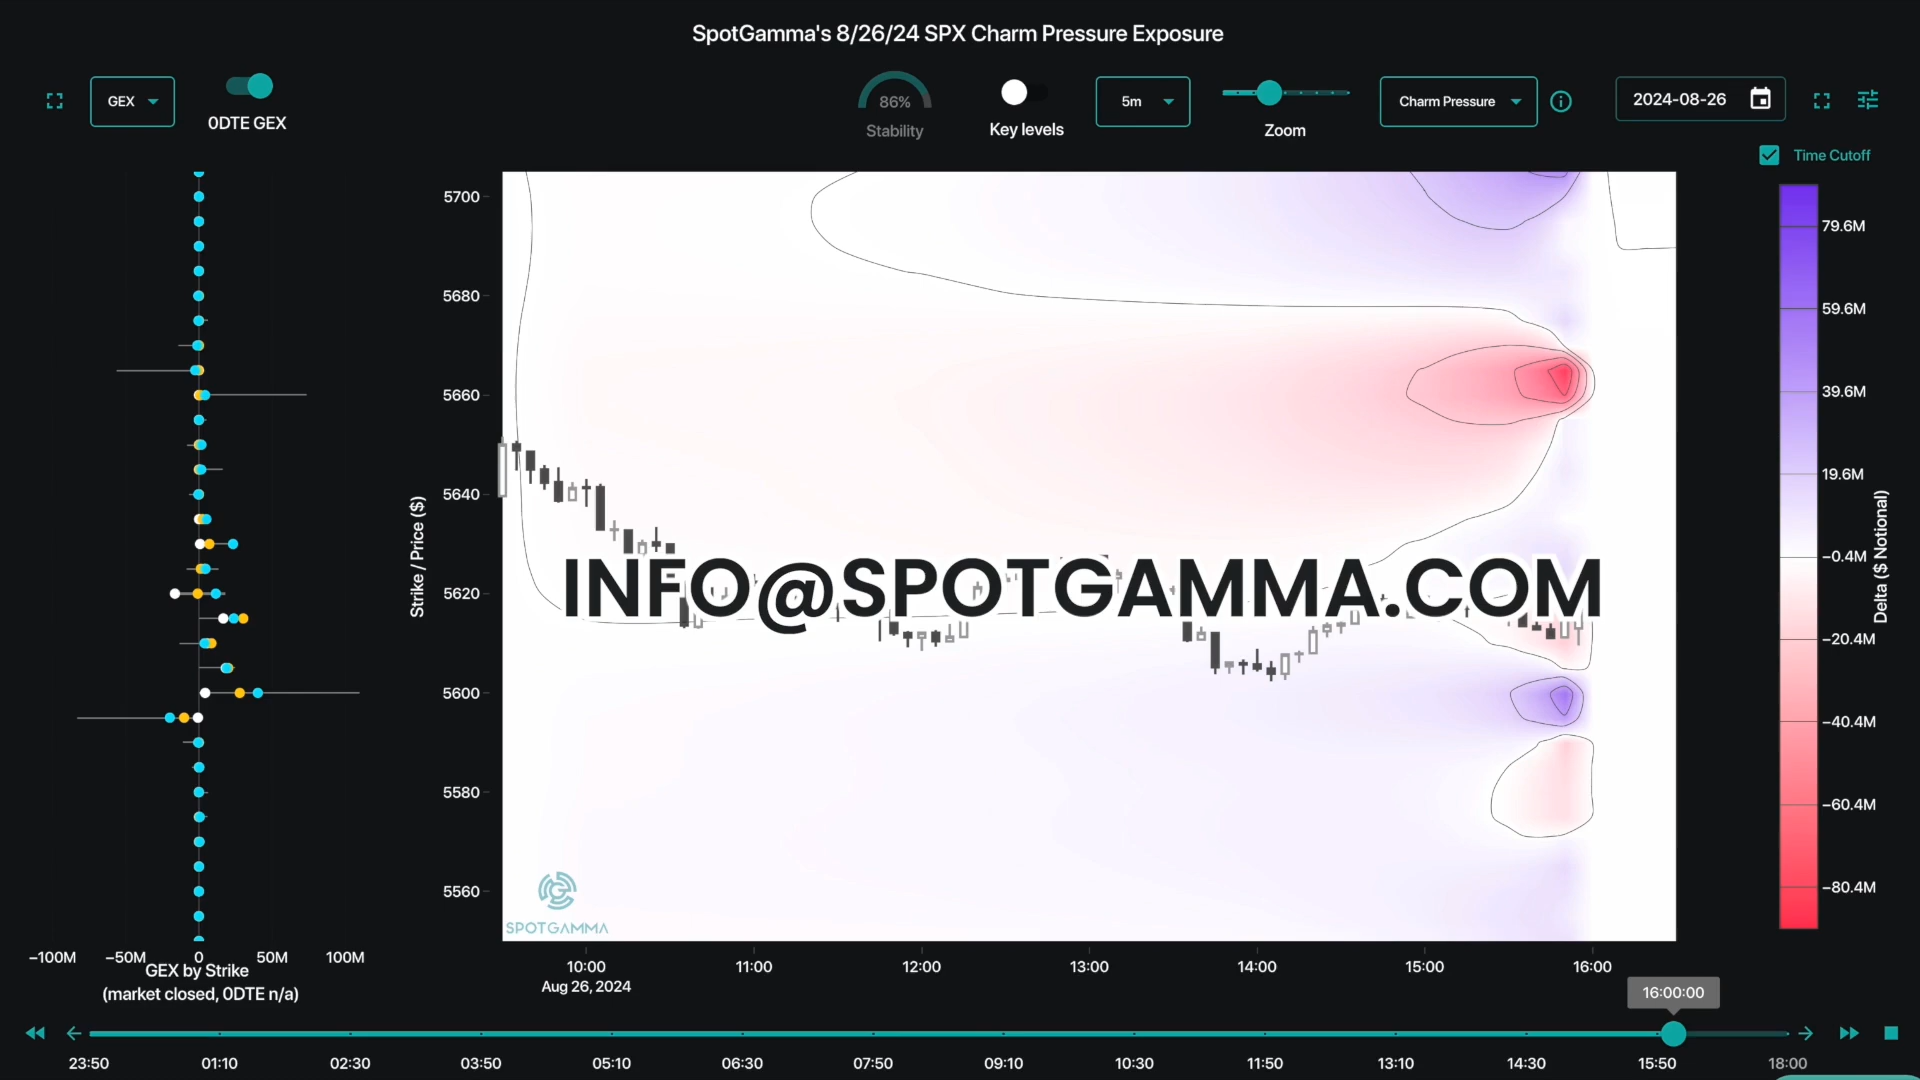 SpotGamma's 8/26/24 SPX Charm Pressure Exposure
GEX
0DTE GEX
86%
Stability
Key levels
5m
Zoom
Charm Pressure
2024-08-26
Time Cutoff
5700
5680
5660
5640
5620
5600
5580
5560
Strike / Price ($)
INFO@SPOTGAMMA.COM
SPOTGAMMA
79.6M
59.6M
39.6M
19.6M
−0.4M
−20.4M
−40.4M
−60.4M
−80.4M
Delta ($ Notional)
−100M −50M 0 50M 100M
GEX by Strike
(market closed, 0DTE n/a)
10:00 11:00 12:00 13:00 14:00 15:00 16:00
Aug 26, 2024
16:00:00
23:50 01:10 02:30 03:50 05:10 06:30 07:50 09:10 10:30 11:50 13:10 14:30 15:50 18:00